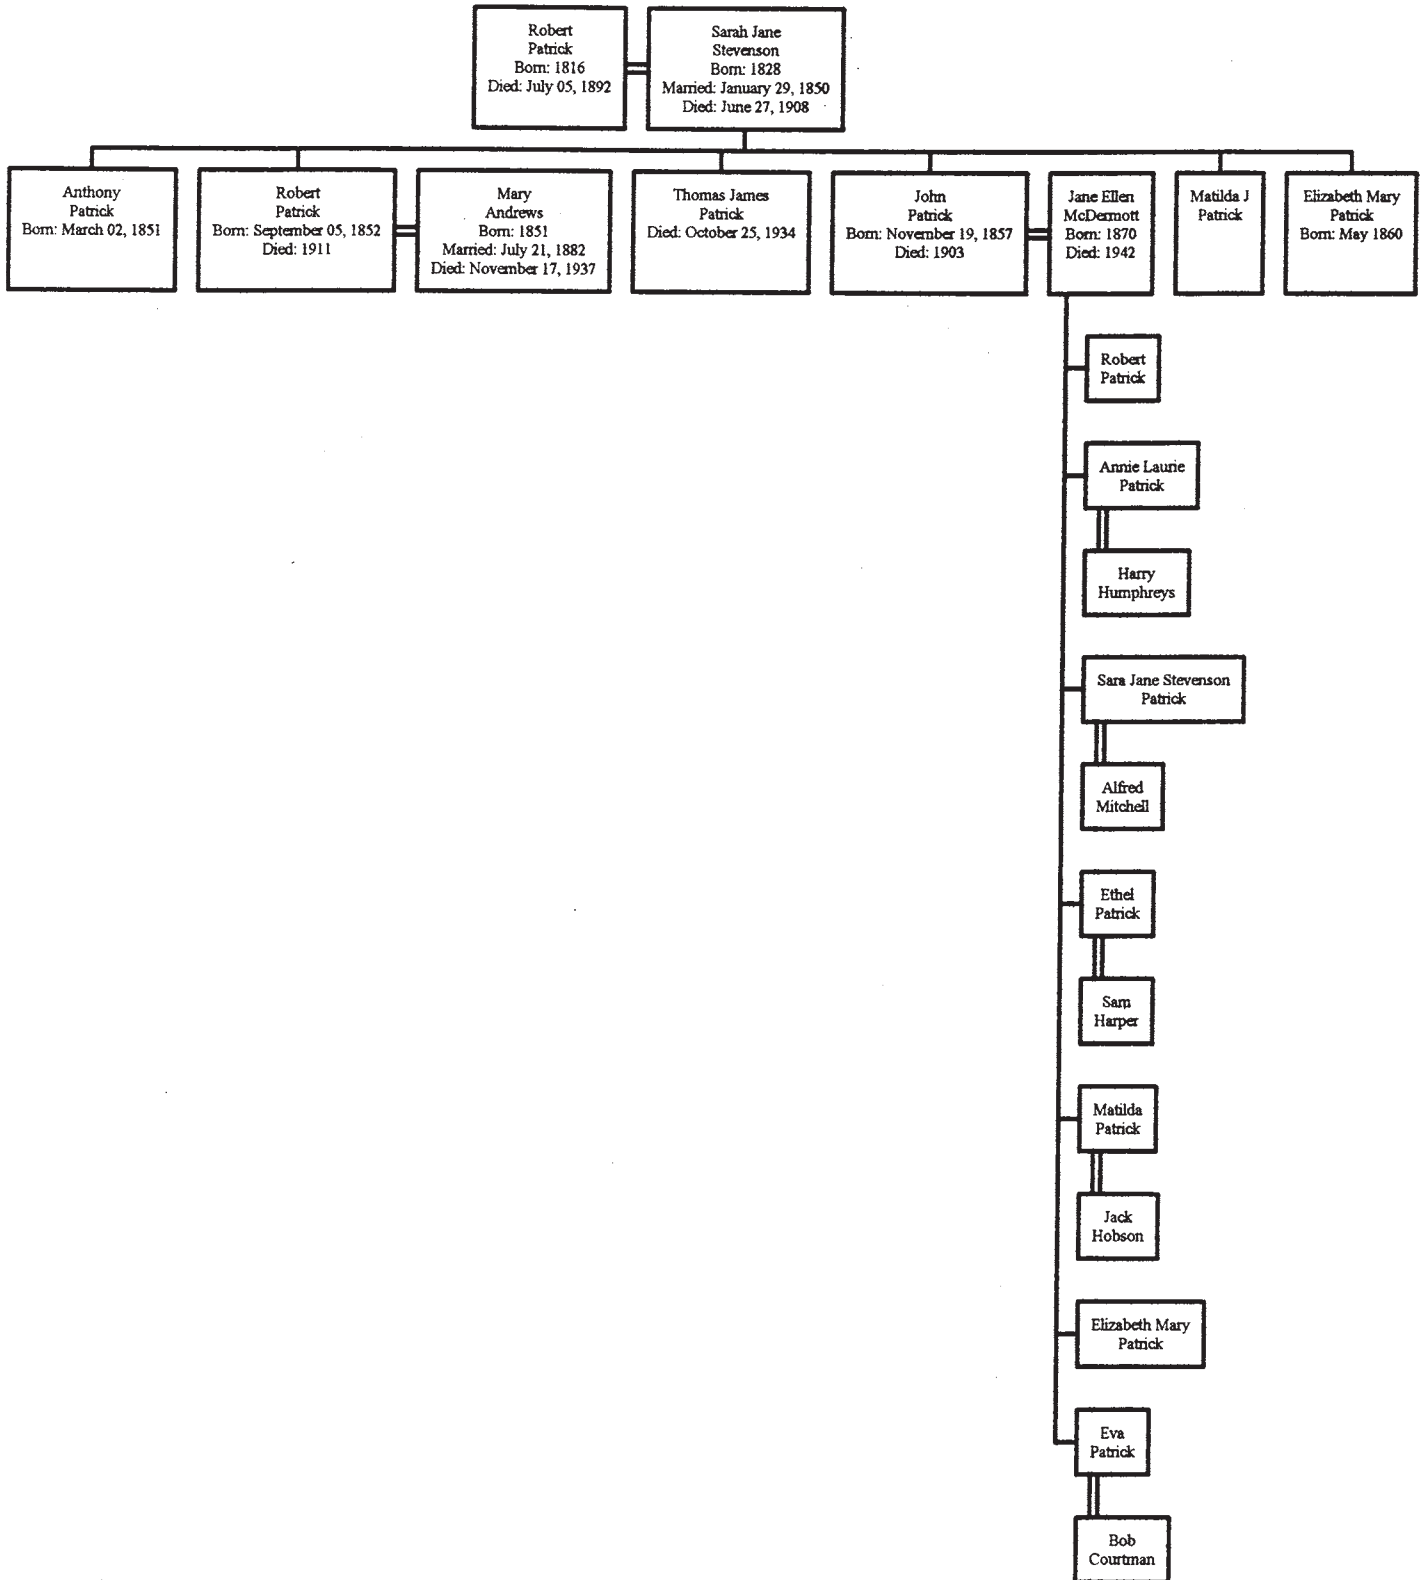 Robert
Patrick
Born: 1816
Died: July 05, 1892
Sarah Jane
Stevenson
Born: 1828
Married: January 29, 1850
Died: June 27, 1908
Anthony
Patrick
Born: March 02, 1851
Robert
Patrick
Born: September 05, 1852
Died: 1911
Mary
Andrews
Born: 1851
Married: July 21, 1882
Died: November 17, 1937
Thomas James
Patrick
Died: October 25, 1934
John
Patrick
Born: November 19, 1857
Died: 1903
Jane Ellen
McDermott
Born: 1870
Died: 1942
Matilda J
Patrick
Elizabeth Mary
Patrick
Born: May 1860
Robert
Patrick
Annie Laurie
Patrick
Harry
Humphreys
Sara Jane Stevenson
Patrick
Alfred
Mitchell
Ethel
Patrick
Sam
Harper
Matilda
Patrick
Jack
Hobson
Elizabeth Mary
Patrick
Eva
Patrick
Bob
Courtman